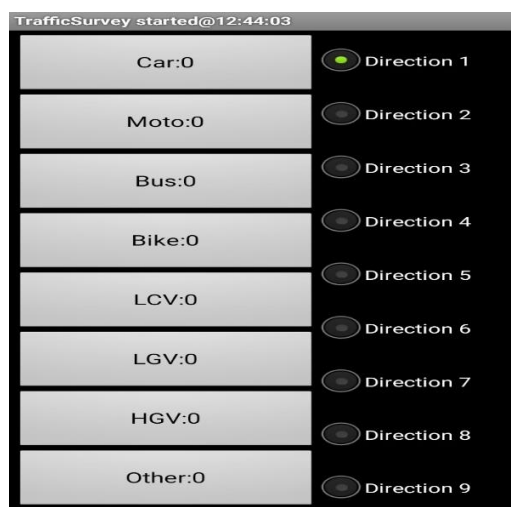 TrafficSurvey started@12:44:03
Car:0
Direction 1
Moto:0
Direction 2
Bus:0
Direction 3
Bike:0
Direction 4
LCV:0
Direction 5
LGV:0
Direction 6
Direction 7
HGV:0
Direction 8
Other:0
Direction 9